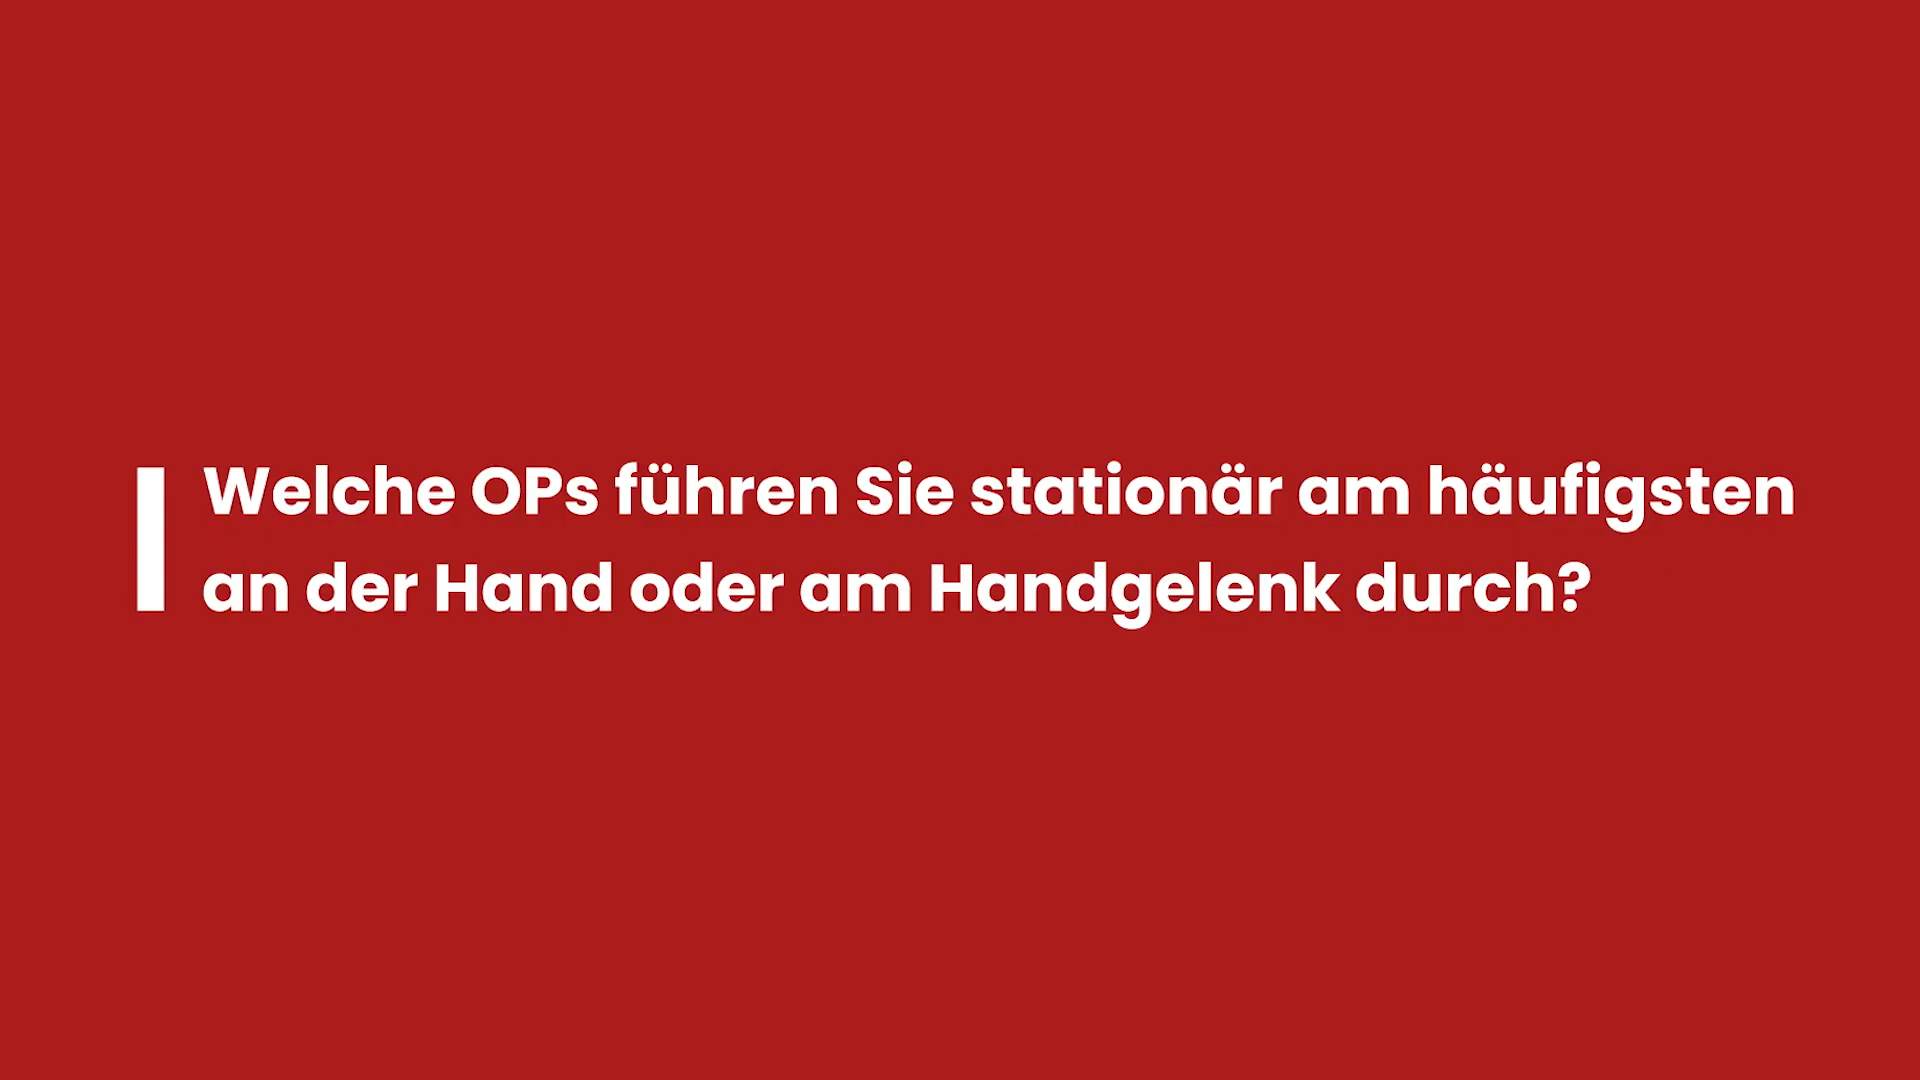 Welche OPs führen Sie stationär am häufigsten
an der Hand oder am Handgelenk durch?